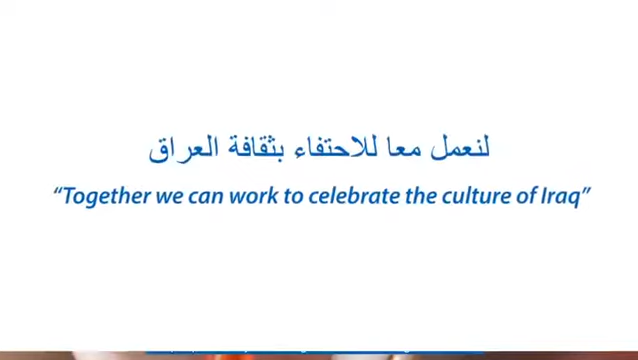 لنعمل معا للاحتفاء بثقافة العراق
“Together we can work to celebrate the culture of Iraq”